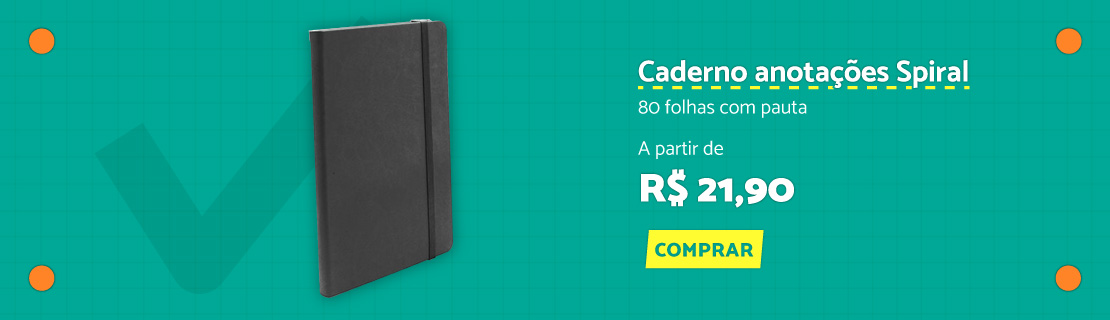 Caderno anotações Spiral
80 folhas com pauta
A partir de
R$ 21,90
COMPRAR